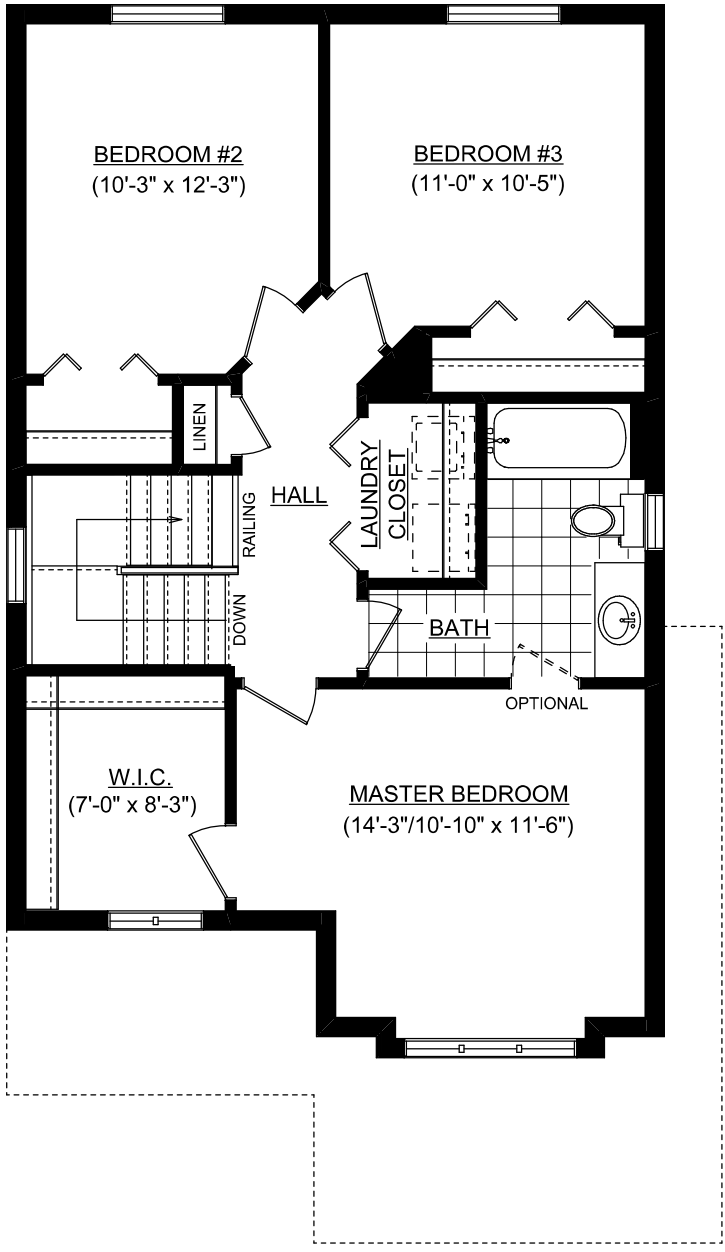 BEDROOM #2
(10'-3" x 12'-3")
BEDROOM #3
(11'-0" x 10'-5")
LINEN
HALL
RAILING
LAUNDRY
CLOSET
DOWN
BATH
OPTIONAL
W.I.C.
(7'-0" x 8'-3")
MASTER BEDROOM
(14'-3"/10'-10" x 11'-6")